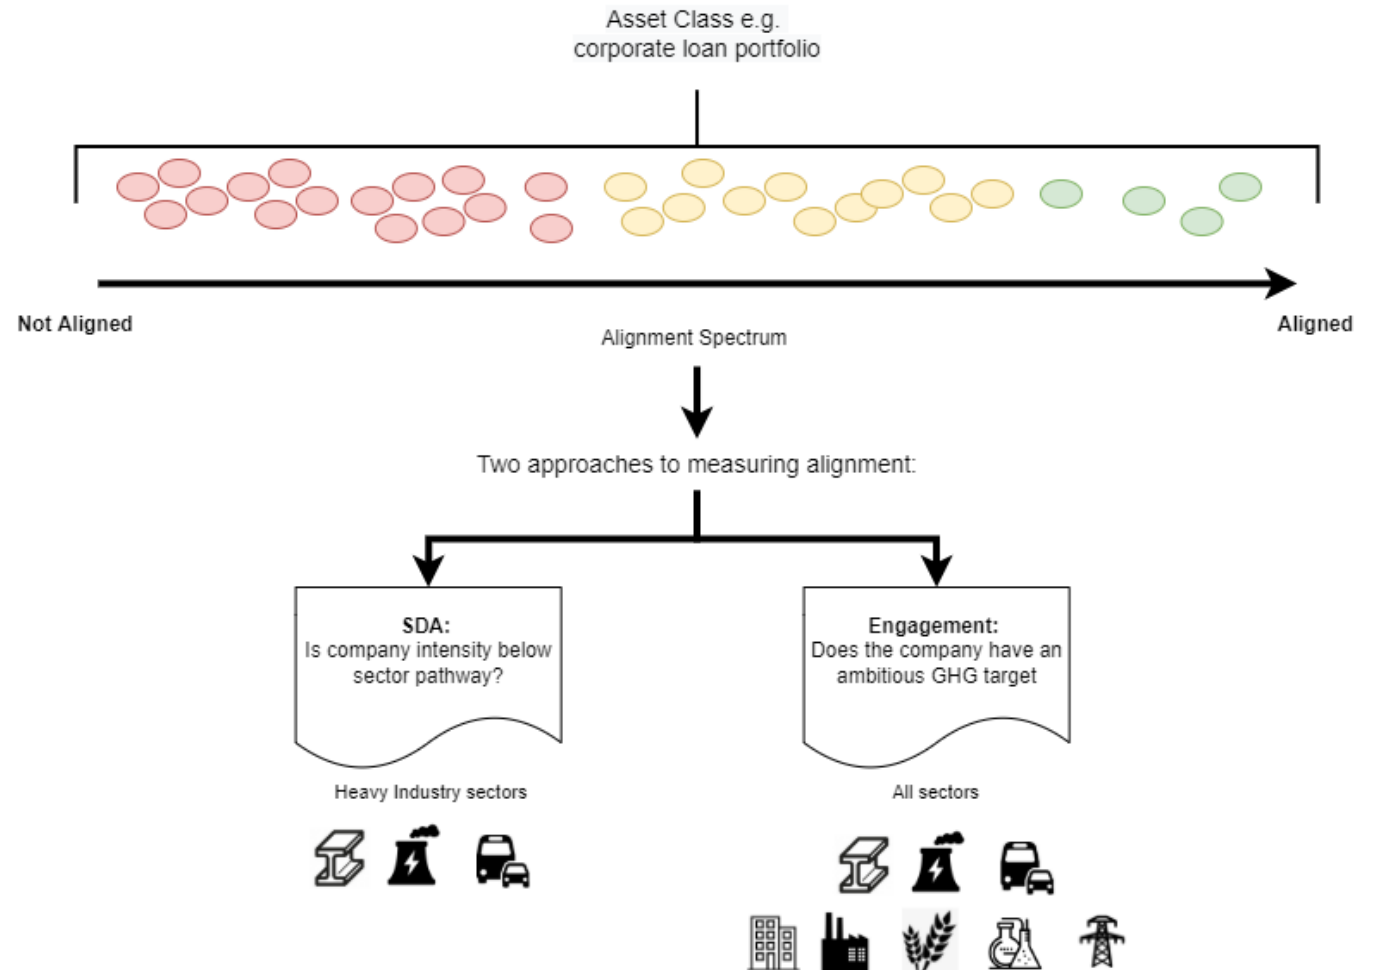 Asset Class e.g.
corporate loan portfolio
Not Aligned
Aligned
Alignment Spectrum
Two approaches to measuring alignment:
SDA:
Is company intensity below
sector pathway?
Engagement:
Does the company have an
ambitious GHG target
Heavy Industry sectors
All sectors